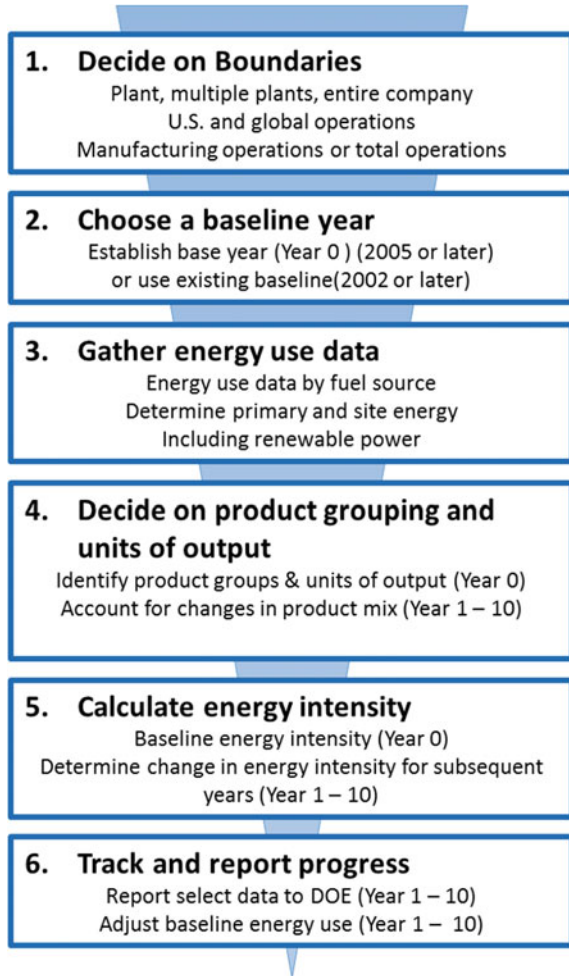 1. Decide on Boundaries
Plant, multiple plants, entire company
U.S. and global operations
Manufacturing operations or total operations
2. Choose a baseline year
Establish base year (Year 0 ) (2005 or later)
or use existing baseline(2002 or later)
3. Gather energy use data
Energy use data by fuel source
Determine primary and site energy
Including renewable power
4. Decide on product grouping and
units of output
Identify product groups & units of output (Year 0)
Account for changes in product mix (Year 1 – 10)
5. Calculate energy intensity
Baseline energy intensity (Year 0)
Determine change in energy intensity for subsequent
years (Year 1 – 10)
6. Track and report progress
Report select data to DOE (Year 1 – 10)
Adjust baseline energy use (Year 1 – 10)